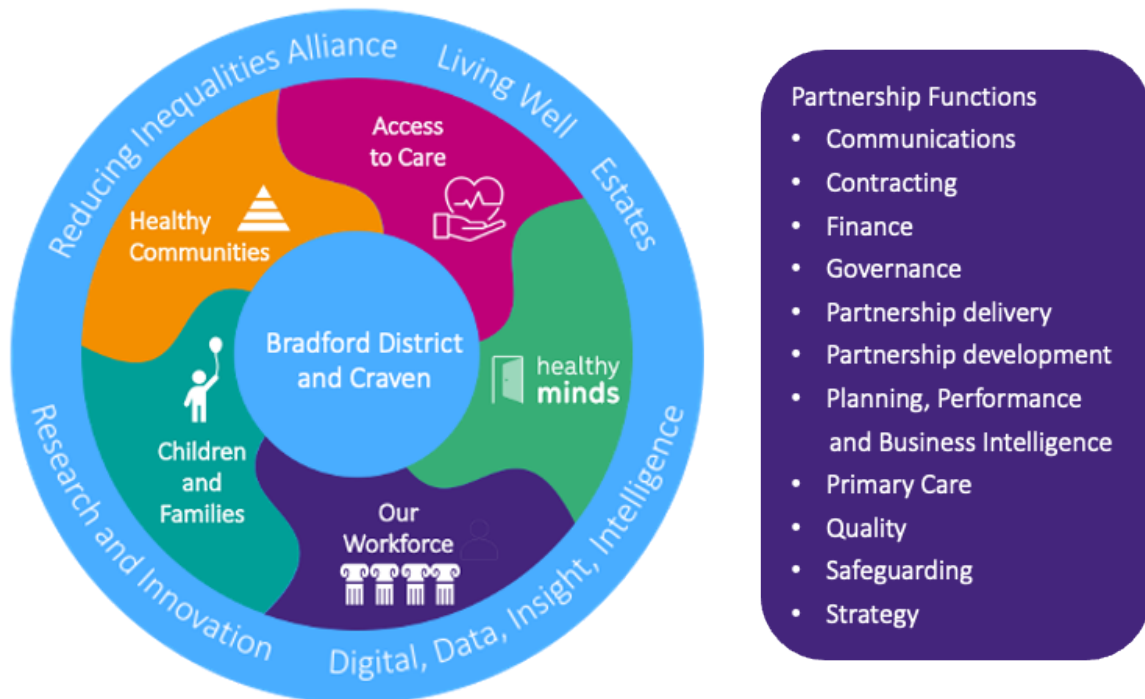 Reducing Inequalities Alliance
Living Well
Estates
Digital, Data, Insight, Intelligence
Research and Innovation
Access
to Care
Healthy
Communities
healthy
minds
Bradford District
and Craven
Children
and
Families
Our
Workforce
Partnership Functions
• Communications
• Contracting
• Finance
• Governance
• Partnership delivery
• Partnership development
• Planning, Performance
and Business Intelligence
• Primary Care
• Quality
• Safeguarding
• Strategy